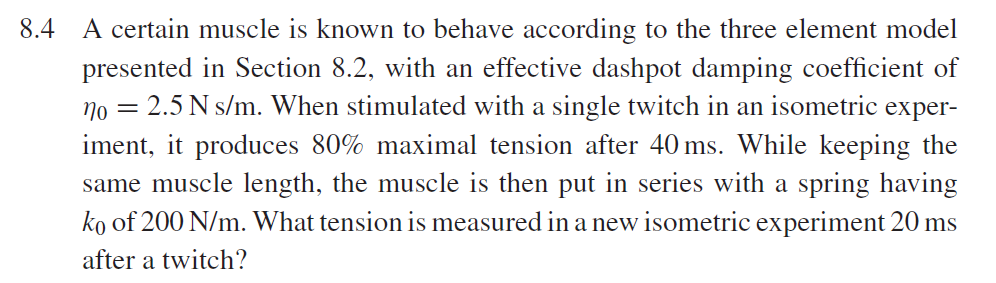 8.4 A certain muscle is known to behave according to the three element model
presented in Section 8.2, with an effective dashpot damping coefficient of
η₀ = 2.5 N s/m. When stimulated with a single twitch in an isometric exper-
iment, it produces 80% maximal tension after 40 ms. While keeping the
same muscle length, the muscle is then put in series with a spring having
k₀ of 200 N/m. What tension is measured in a new isometric experiment 20 ms
after a twitch?